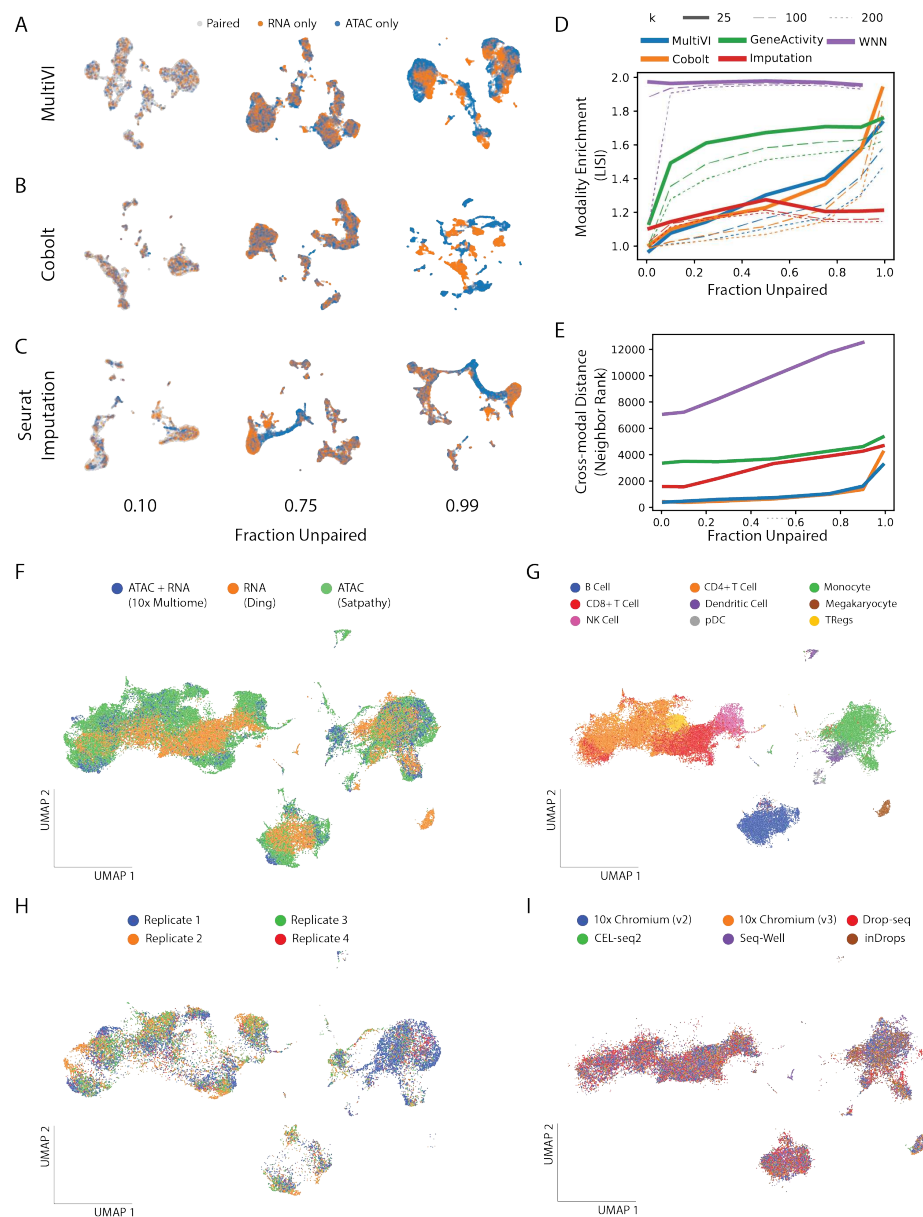 A
Paired
RNA only
ATAC only
MultiVI
B
Cobolt
C
Seurat
Imputation
0.10
0.75
0.99
Fraction Unpaired
D
k
25
100
200
MultiVI
GeneActivity
WNN
Cobolt
Imputation
Modality Enrichment
(LISI)
2.0
1.8
1.6
1.4
1.2
1.0
0.0
0.2
0.4
0.6
0.8
1.0
Fraction Unpaired
E
Cross-modal Distance
(Neighbor Rank)
12000
10000
8000
6000
4000
2000
0
0.0
0.2
0.4
0.6
0.8
1.0
Fraction Unpaired
F
ATAC + RNA
(10x Multiome)
RNA
(Ding)
ATAC
(Satpathy)
UMAP 2
UMAP 1
G
B Cell
CD4+ T Cell
Monocyte
CD8+ T Cell
Dendritic Cell
Megakaryocyte
NK Cell
pDC
TRegs
UMAP 2
UMAP 1
H
Replicate 1
Replicate 3
Replicate 2
Replicate 4
UMAP 2
UMAP 1
I
10x Chromium (v2)
10x Chromium (v3)
Drop-seq
CEL-seq2
Seq-Well
inDrops
UMAP 2
UMAP 1